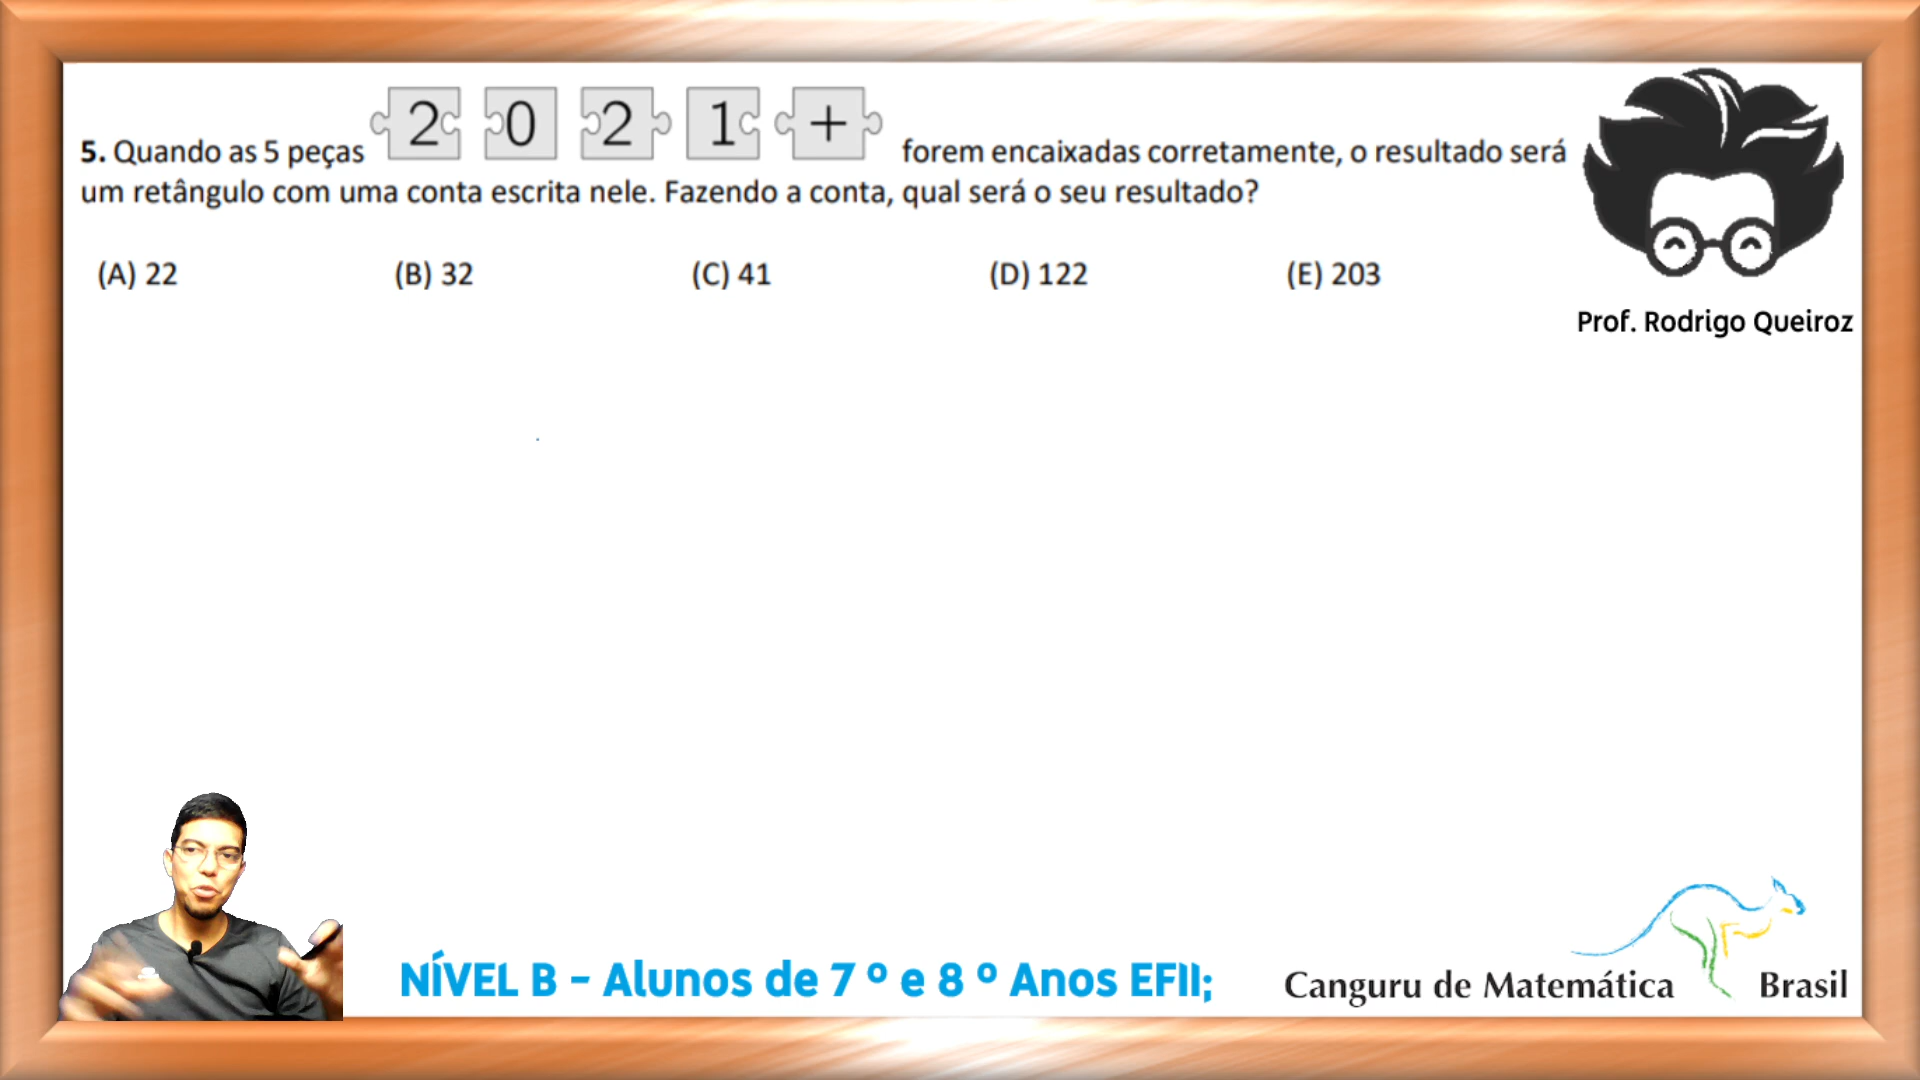 5. Quando as 5 peças 2 0 2 1 + forem encaixadas corretamente, o resultado será
um retângulo com uma conta escrita nele. Fazendo a conta, qual será o seu resultado?
(A) 22 (B) 32 (C) 41 (D) 122 (E) 203
Prof. Rodrigo Queiroz
NÍVEL B - Alunos de 7 º e 8 º Anos EFII;
Canguru de Matemática Brasil